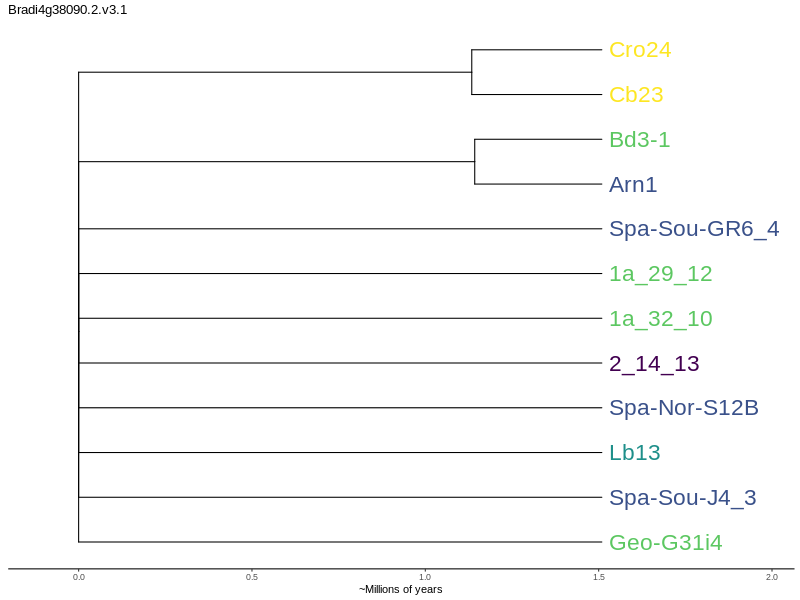 Bradi4g38090.2.v3.1
Cro24
Cb23
Bd3-1
Arn1
Spa-Sou-GR6_4
1a_29_12
1a_32_10
2_14_13
Spa-Nor-S12B
Lb13
Spa-Sou-J4_3
Geo-G31i4
0.0 0.5 1.0 1.5 2.0
~Millions of years